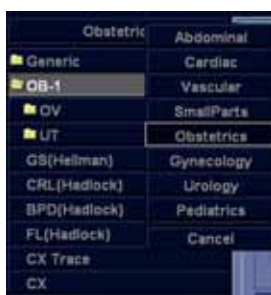 Obstetric
Generic
OB-1
OV
UT
GS(Hellman)
CRL(Hadlock)
BPD(Hadlock)
FL(Hadlock)
CX Trace
CX
Abdominal
Cardiac
Vascular
SmallParts
Obstetrics
Gynecology
Urology
Pediatrics
Cancel